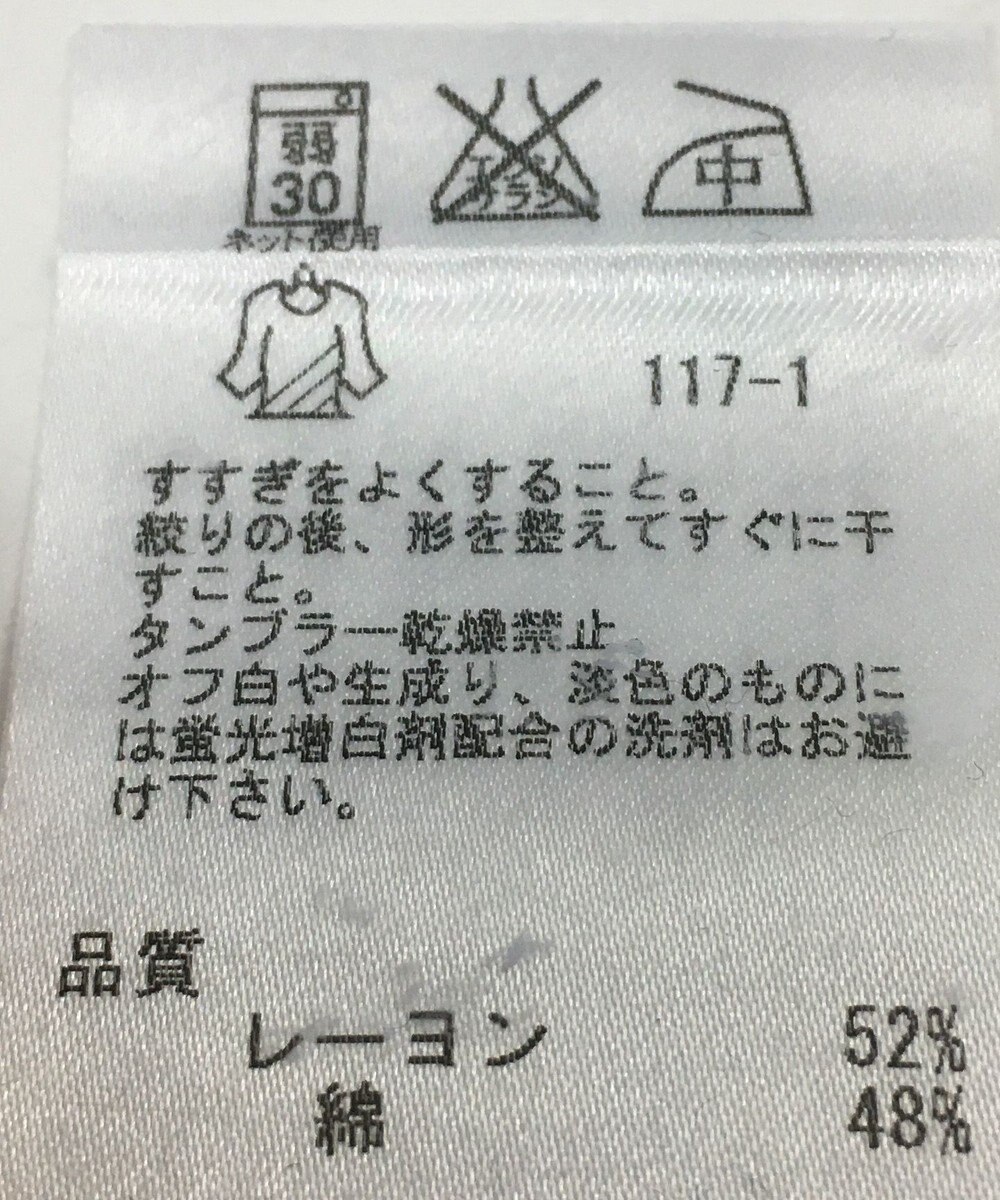 弱
30
ネット使用
エンソ
サラシ
中
117-1
すすぎをよくすること。
絞りの後、形を整えてすぐに干
すこと。
タンブラー乾燥禁止
オフ白や生成り、淡色のものに
は蛍光増白剤配合の洗剤はお避
け下さい。
品質
レーヨン 52%
綿 48%